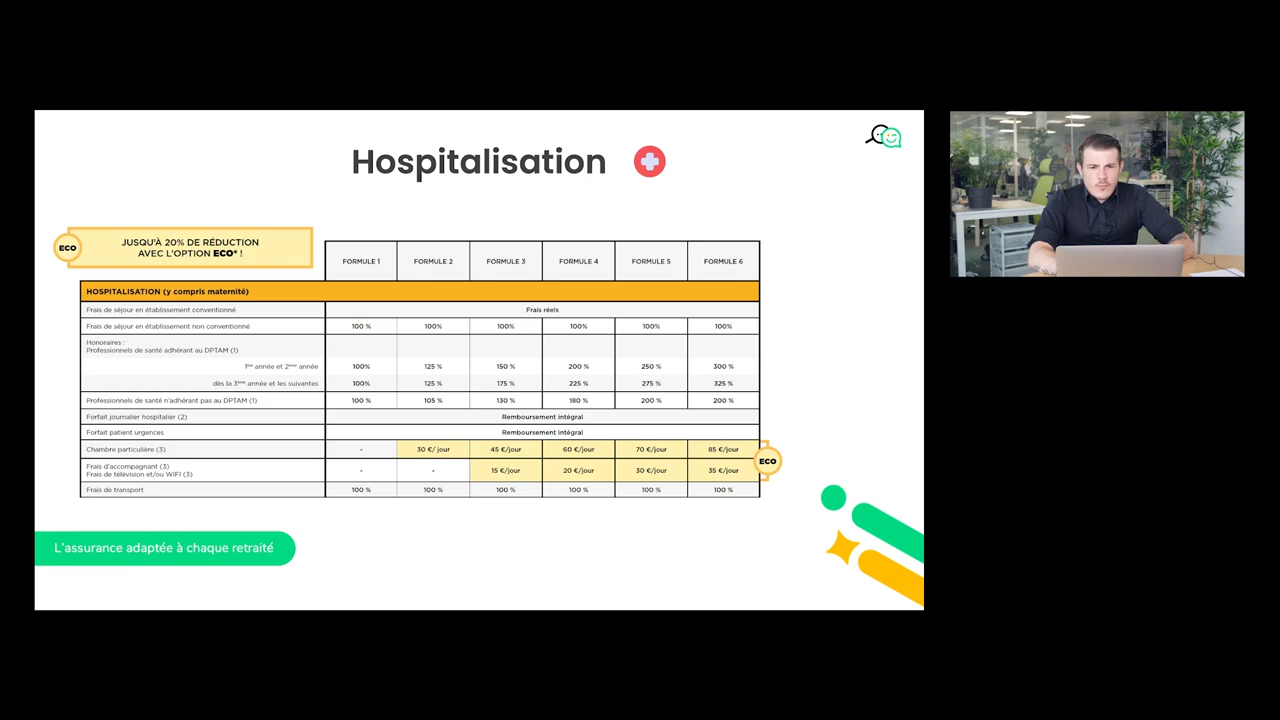 Hospitalisation
ECO
JUSQU'À 20% DE RÉDUCTION
AVEC L'OPTION ECO* !
FORMULE 1 FORMULE 2 FORMULE 3 FORMULE 4 FORMULE 5 FORMULE 6
HOSPITALISATION (y compris maternité)
Frais de séjour en établissement conventionné Frais réels
Frais de séjour en établissement non conventionné 100 % 100% 100% 100% 100% 100%
Honoraires :
Professionnels de santé adhérant au DPTAM (1)
1ère année et 2ème année 100% 125 % 150 % 200 % 250 % 300 %
dès la 3ème année et les suivantes 100% 125 % 175 % 225 % 275 % 325 %
Professionnels de santé n'adhérant pas au DPTAM (1) 100 % 105 % 130 % 180 % 200 % 200 %
Forfait journalier hospitalier (2) Remboursement intégral
Forfait patient urgences Remboursement intégral
Chambre particulière (3) - 30 €/ jour 45 €/jour 60 €/jour 70 €/jour 85 €/jour
Frais d'accompagnant (3)
Frais de télévision et/ou WIFI (3) - - 15 €/jour 20 €/jour 30 €/jour 35 €/jour
ECO
Frais de transport 100 % 100 % 100 % 100 % 100 % 100 %
L'assurance adaptée à chaque retraité